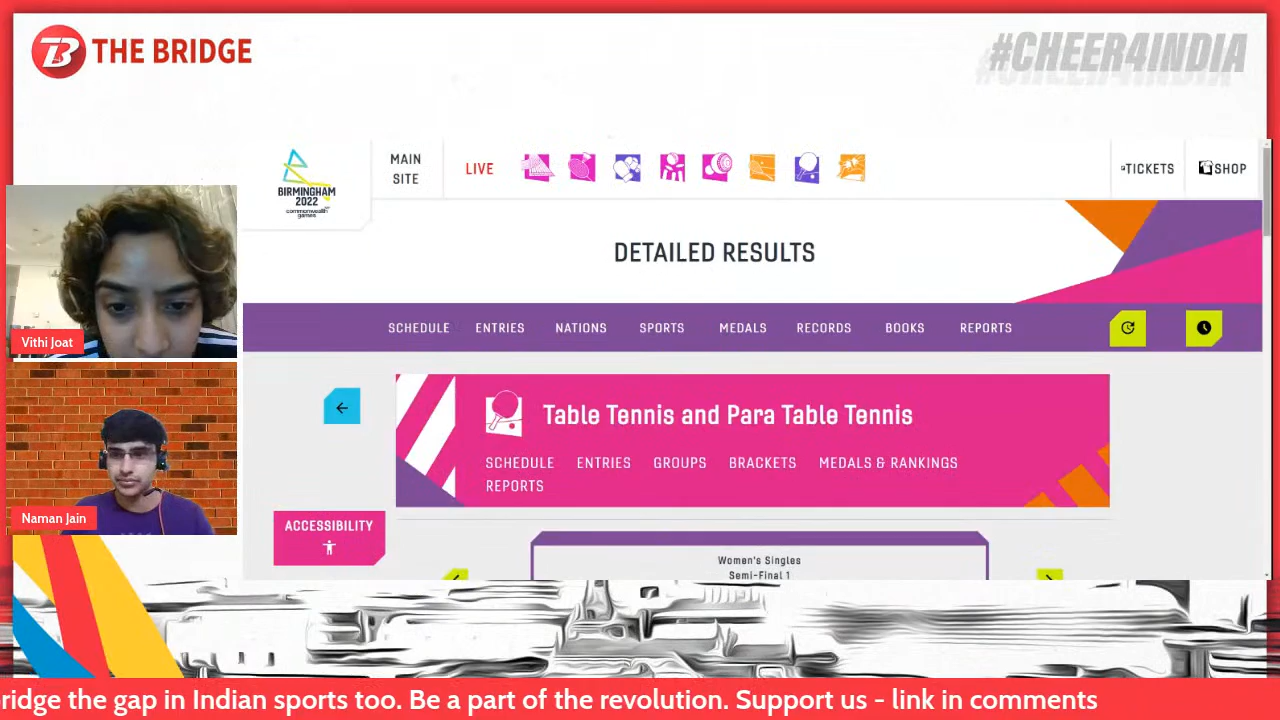 THE BRIDGE
#CHEER4INDIA
BIRMINGHAM
2022
commonwealth
games
MAIN
SITE
LIVE
TICKETS
SHOP
DETAILED RESULTS
SCHEDULE ENTRIES NATIONS SPORTS MEDALS RECORDS BOOKS REPORTS
Table Tennis and Para Table Tennis
SCHEDULE ENTRIES GROUPS BRACKETS MEDALS & RANKINGS
REPORTS
ACCESSIBILITY
Women's Singles
Semi-Final 1
Vithi Joat
Naman Jain
ridge the gap in Indian sports too. Be a part of the revolution. Support us - link in comments